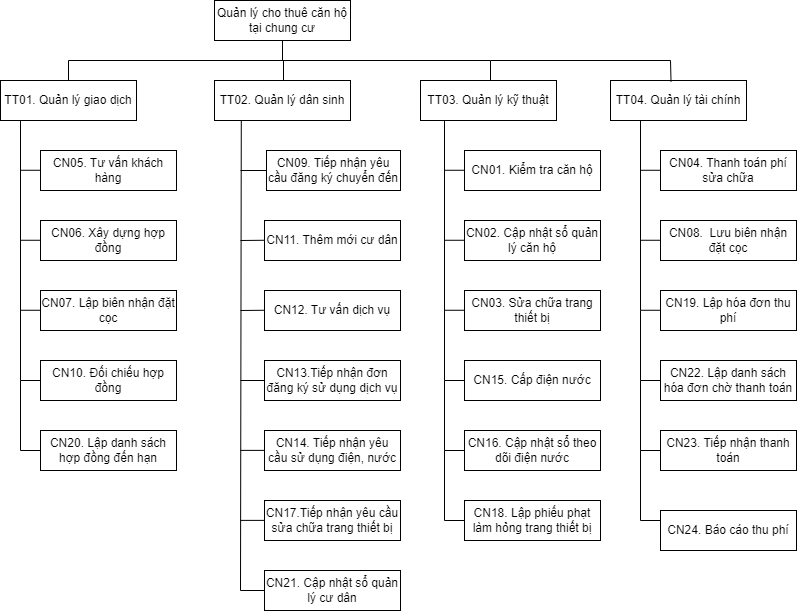 Quản lý cho thuê căn hộ
tại chung cư
TT01. Quản lý giao dịch
CN05. Tư vấn khách
hàng
CN06. Xây dựng hợp
đồng
CN07. Lập biên nhận đặt
cọc
CN10. Đối chiếu hợp
đồng
CN20. Lập danh sách
hợp đồng đến hạn
TT02. Quản lý dân sinh
CN09. Tiếp nhận yêu
cầu đăng ký chuyển đến
CN11. Thêm mới cư dân
CN12. Tư vấn dịch vụ
CN13.Tiếp nhận đơn
đăng ký sử dụng dịch vụ
CN14. Tiếp nhận yêu
cầu sử dụng điện, nước
CN17.Tiếp nhận yêu cầu
sửa chữa trang thiết bị
CN21. Cập nhật sổ quản
lý cư dân
TT03. Quản lý kỹ thuật
CN01. Kiểm tra căn hộ
CN02. Cập nhật sổ quản
lý căn hộ
CN03. Sửa chữa trang
thiết bị
CN15. Cấp điện nước
CN16. Cập nhật sổ theo
dõi điện nước
CN18. Lập phiếu phạt
làm hỏng trang thiết bị
TT04. Quản lý tài chính
CN04. Thanh toán phí
sửa chữa
CN08.  Lưu biên nhận
đặt cọc
CN19. Lập hóa đơn thu
phí
CN22. Lập danh sách
hóa đơn chờ thanh toán
CN23. Tiếp nhận thanh
toán
CN24. Báo cáo thu phí